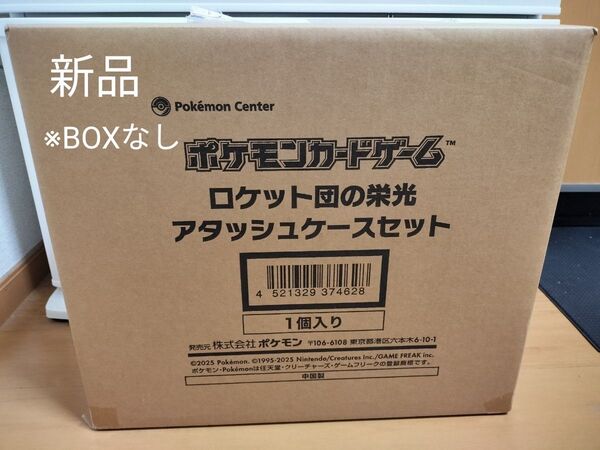 新品
※BOXなし
Pokémon Center
ポケモンカードゲーム™
ロケット団の栄光
アタッシュケースセット
4 521329 374628
1個入り
発売元 株式会社 ポケモン 〒106-6108 東京都港区六本木6-10-1
©2025 Pokémon. ©1995-2025 Nintendo/Creatures Inc./GAME FREAK inc.
ポケモン・Pokémonは任天堂・クリーチャーズ・ゲームフリークの登録商標です。
中国製